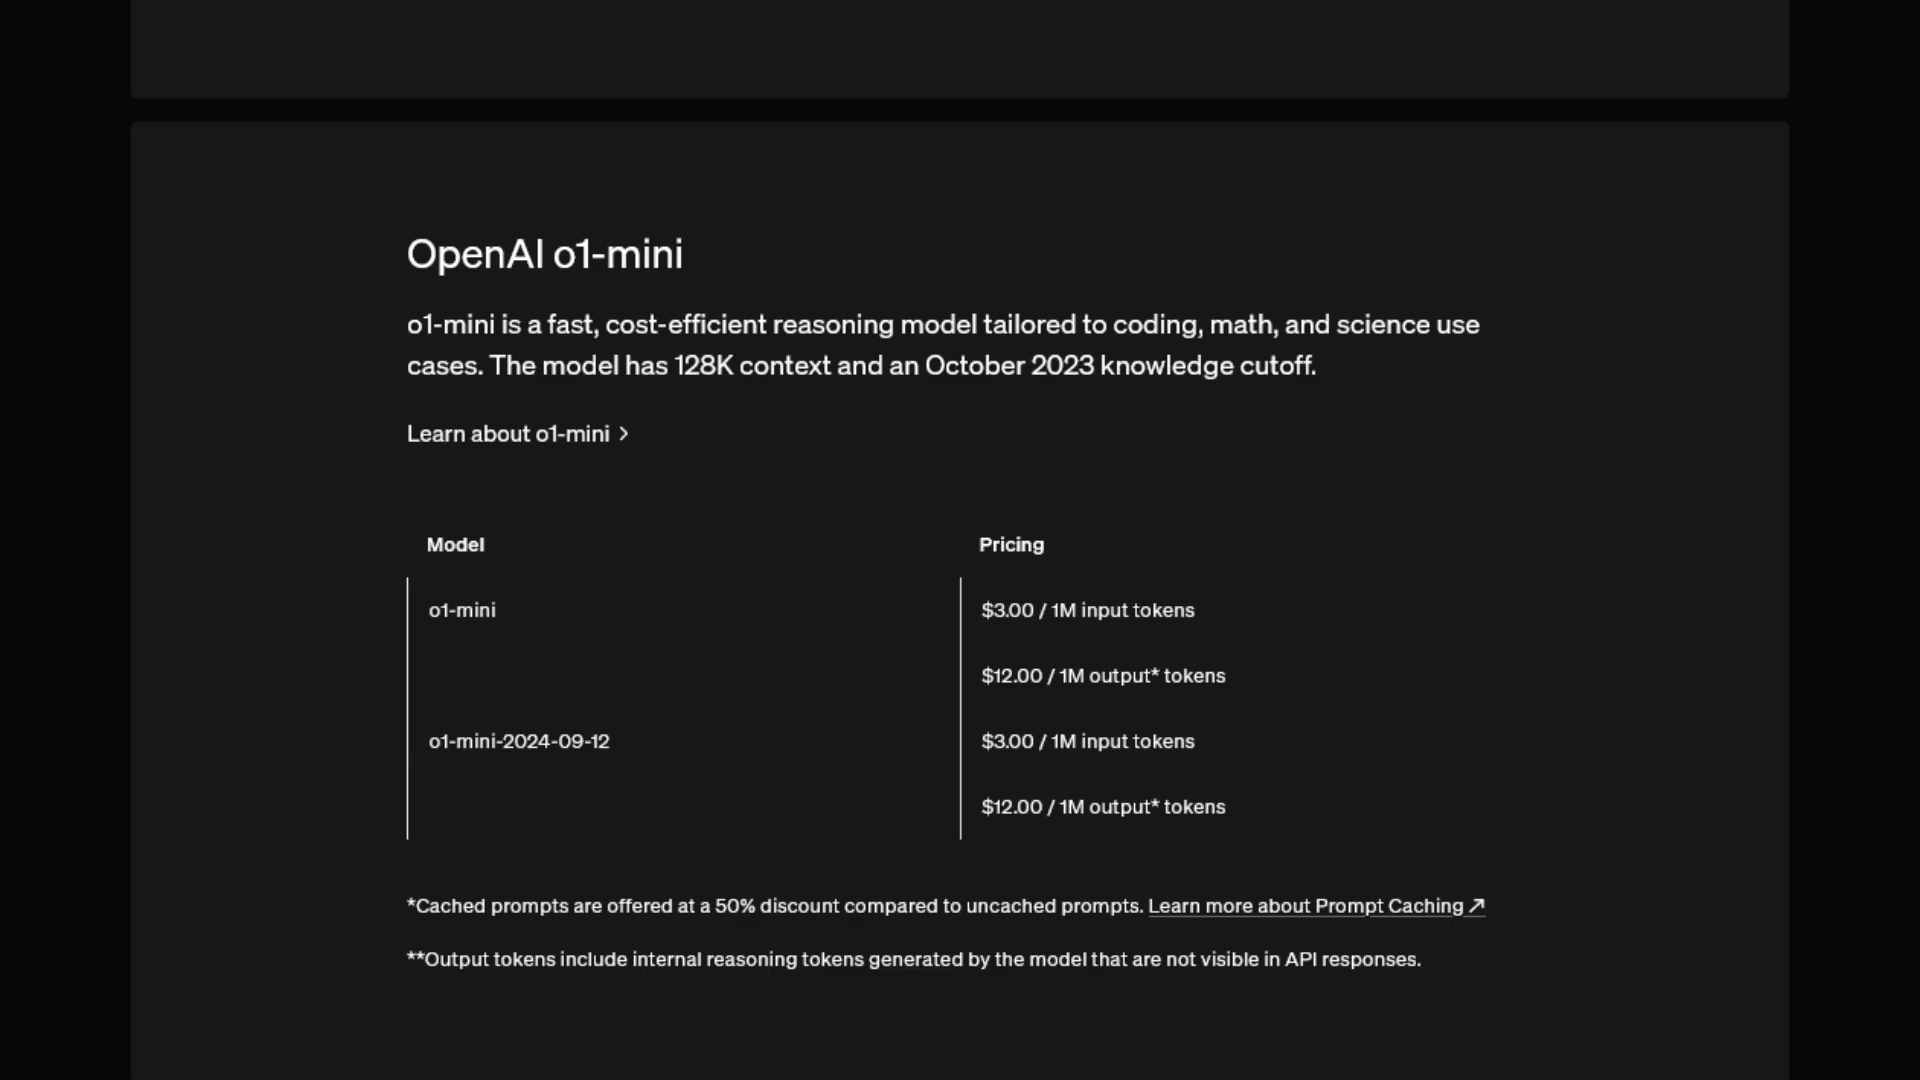 OpenAI o1-mini
o1-mini is a fast, cost-efficient reasoning model tailored to coding, math, and science use
cases. The model has 128K context and an October 2023 knowledge cutoff.
Learn about o1-mini >
Model Pricing
o1-mini $3.00 / 1M input tokens
$12.00 / 1M output* tokens
o1-mini-2024-09-12 $3.00 / 1M input tokens
$12.00 / 1M output* tokens
*Cached prompts are offered at a 50% discount compared to uncached prompts. Learn more about Prompt Caching ↗
**Output tokens include internal reasoning tokens generated by the model that are not visible in API responses.